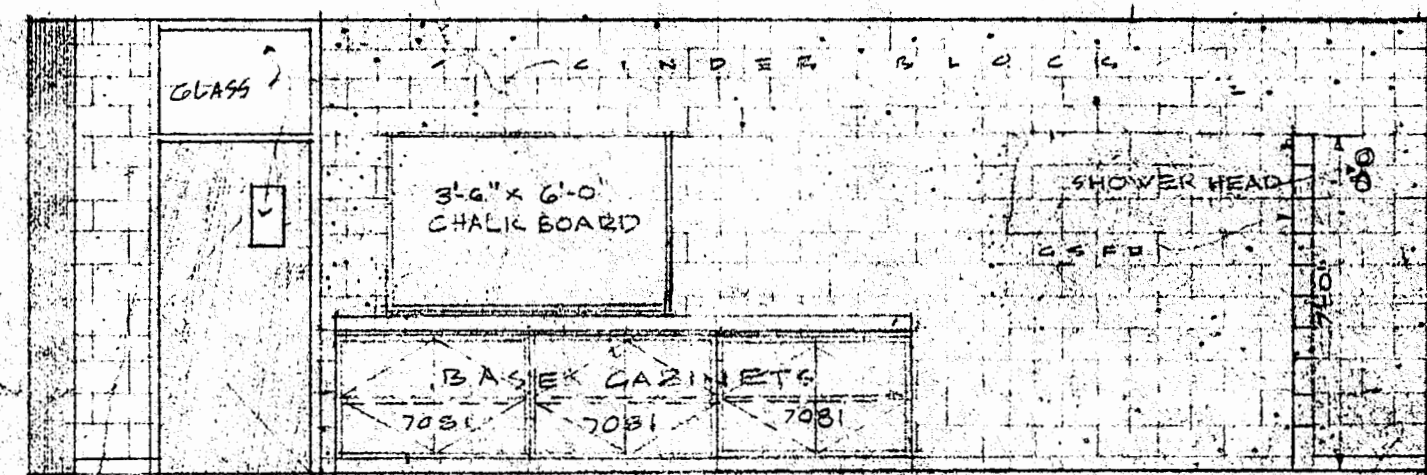 CINDER BLOCK
GLASS
3'-6" x 6'-0"
CHALK BOARD
SHOWER HEAD
BASE CABINETS
7081
7081
7081